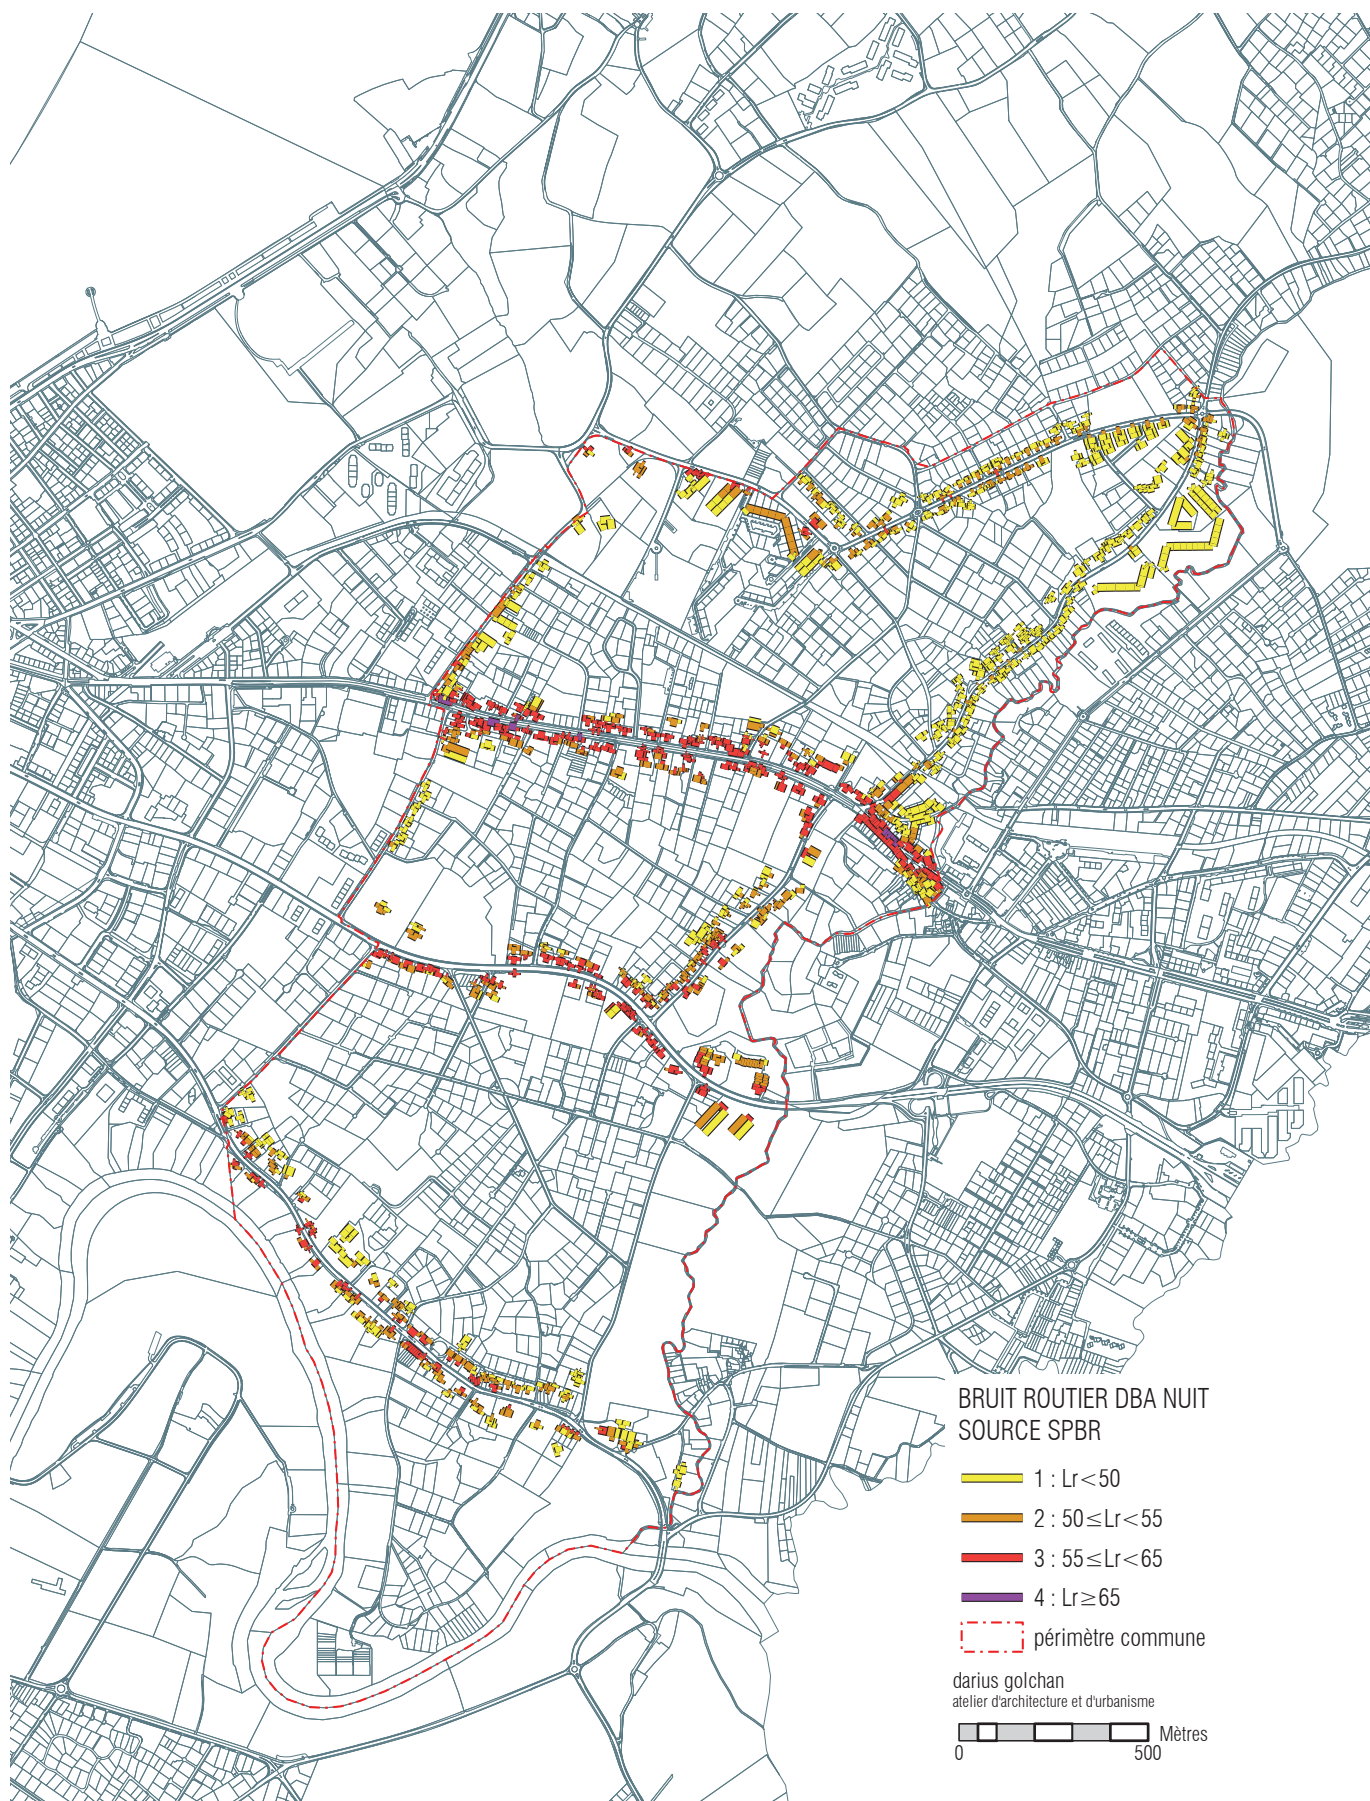 BRUIT ROUTIER DBA NUIT
SOURCE SPBR
1 : Lr<50
2 : 50≤Lr<55
3 : 55≤Lr<65
4 : Lr≥65
périmètre commune
darius golchan
atelier d'architecture et d'urbanisme
Mètres
0 500